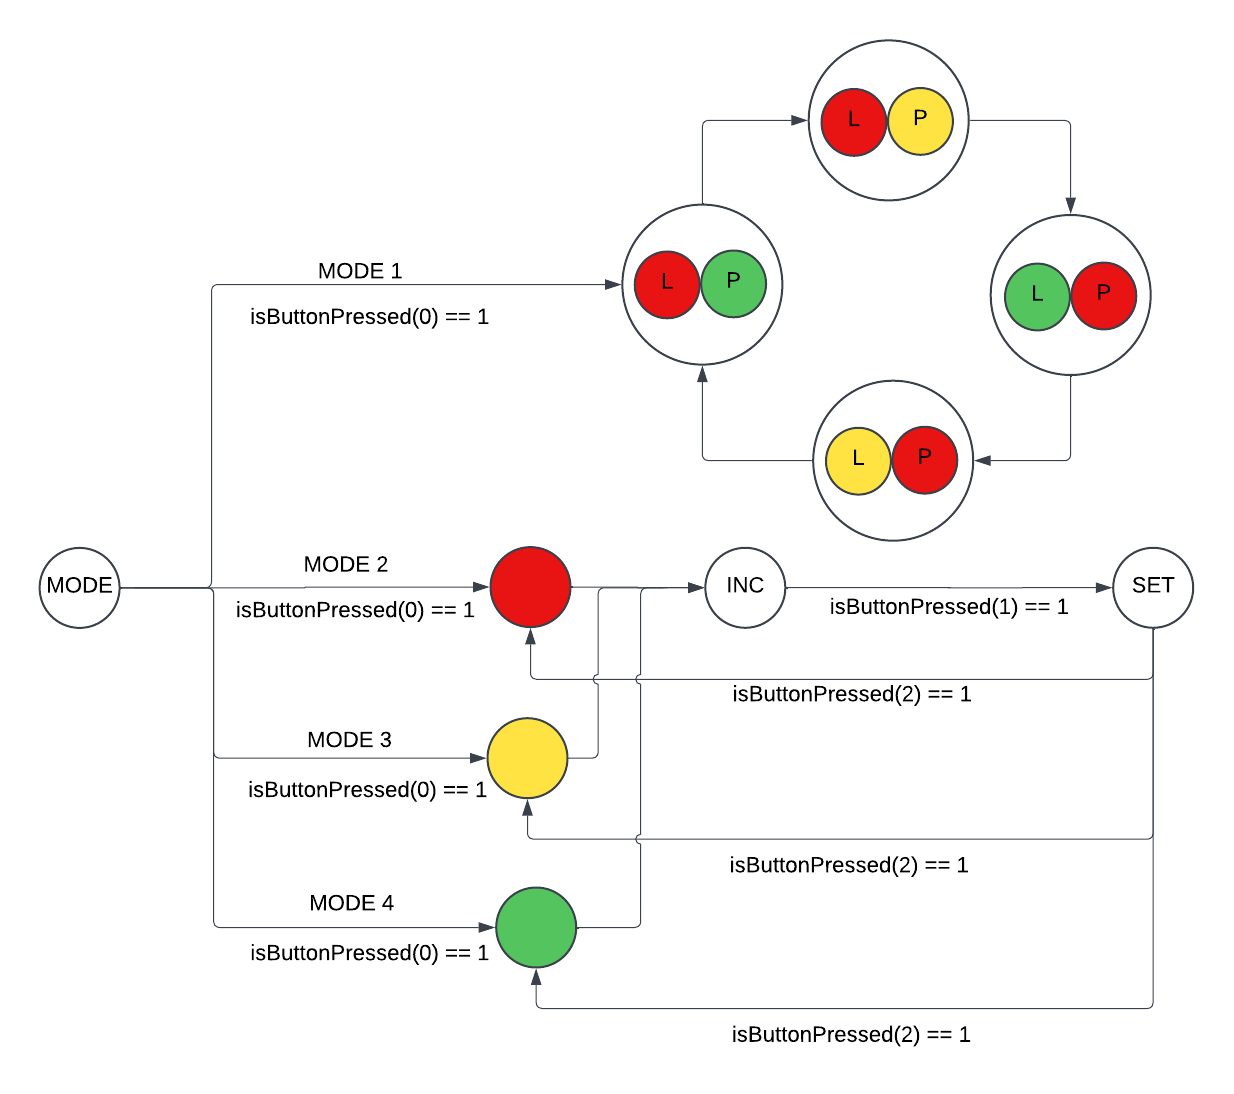 L P
MODE 1
L P
L P
isButtonPressed(0) == 1
L P
MODE
MODE 2
isButtonPressed(0) == 1
INC
isButtonPressed(1) == 1
SET
isButtonPressed(2) == 1
MODE 3
isButtonPressed(0) == 1
isButtonPressed(2) == 1
MODE 4
isButtonPressed(0) == 1
isButtonPressed(2) == 1